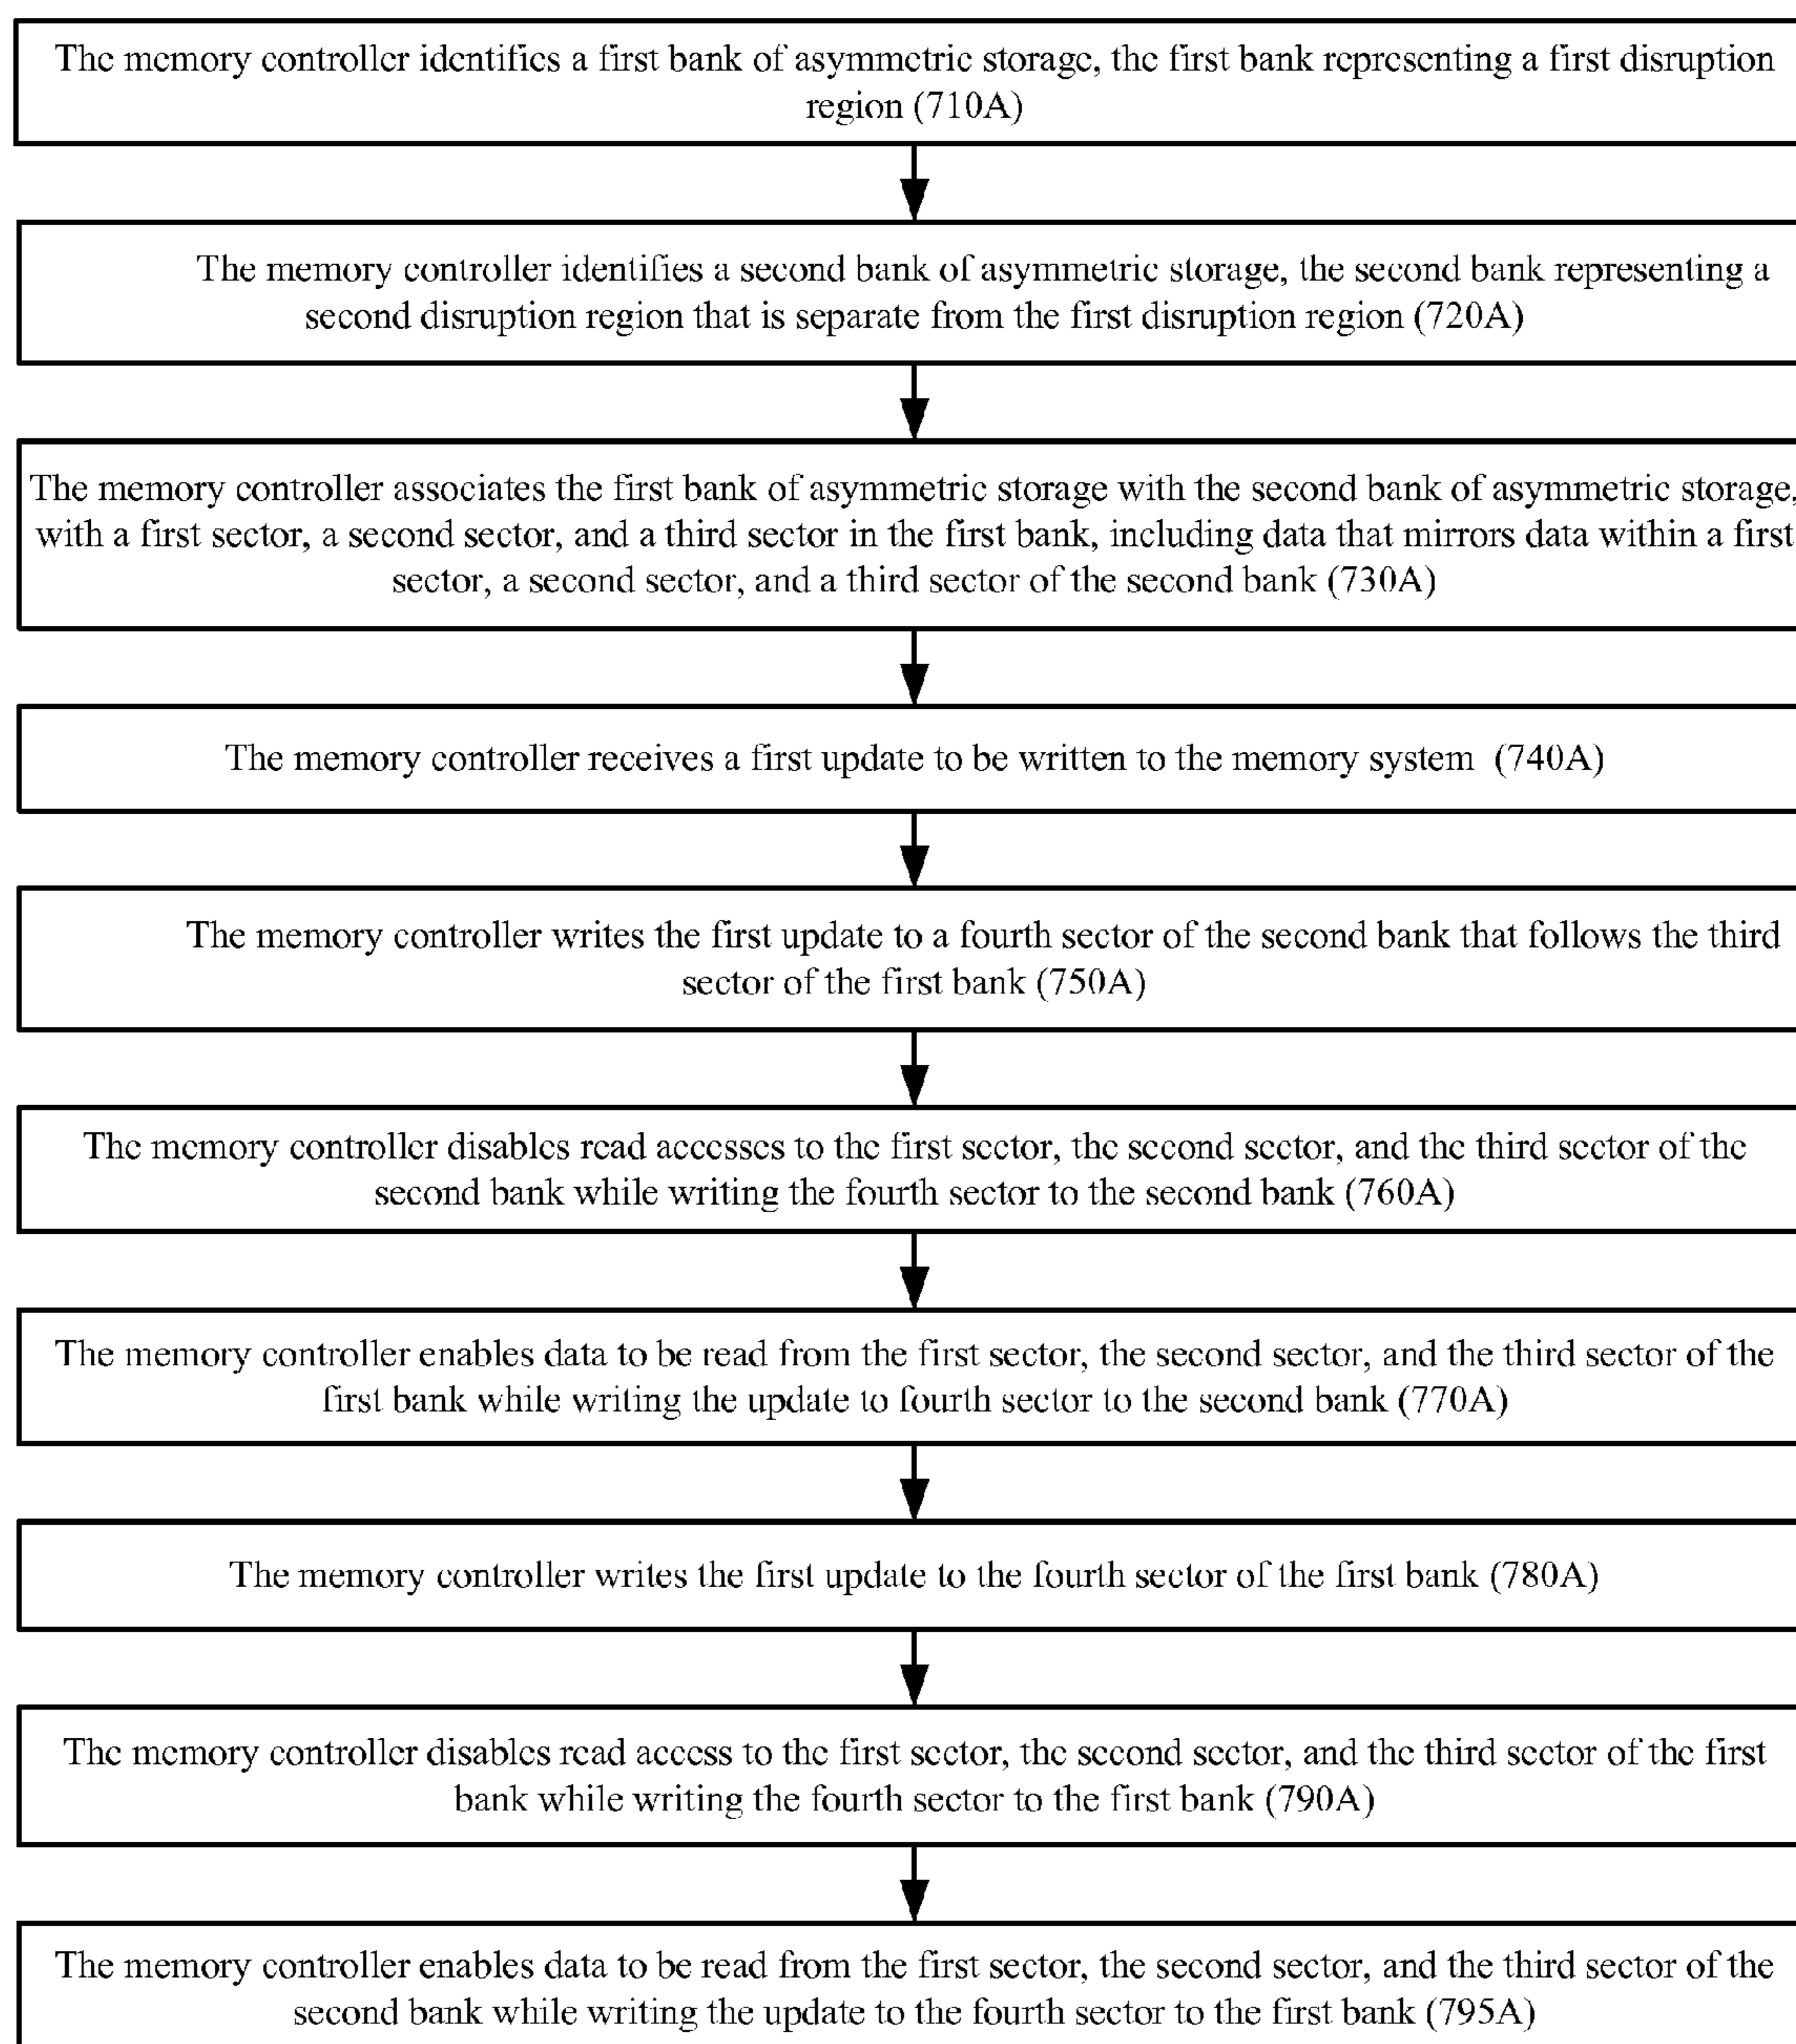 The memory controller identifies a first bank of asymmetric storage, the first bank representing a first disruption
region (710A)
The memory controller identifies a second bank of asymmetric storage, the second bank representing a
second disruption region that is separate from the first disruption region (720A)
The memory controller associates the first bank of asymmetric storage with the second bank of asymmetric storage,
with a first sector, a second sector, and a third sector in the first bank, including data that mirrors data within a first
sector, a second sector, and a third sector of the second bank (730A)
The memory controller receives a first update to be written to the memory system (740A)
The memory controller writes the first update to a fourth sector of the second bank that follows the third
sector of the first bank (750A)
The memory controller disables read accesses to the first sector, the second sector, and the third sector of the
second bank while writing the fourth sector to the second bank (760A)
The memory controller enables data to be read from the first sector, the second sector, and the third sector of the
first bank while writing the update to fourth sector to the second bank (770A)
The memory controller writes the first update to the fourth sector of the first bank (780A)
The memory controller disables read access to the first sector, the second sector, and the third sector of the first
bank while writing the fourth sector to the first bank (790A)
The memory controller enables data to be read from the first sector, the second sector, and the third sector of the
second bank while writing the update to the fourth sector to the first bank (795A)